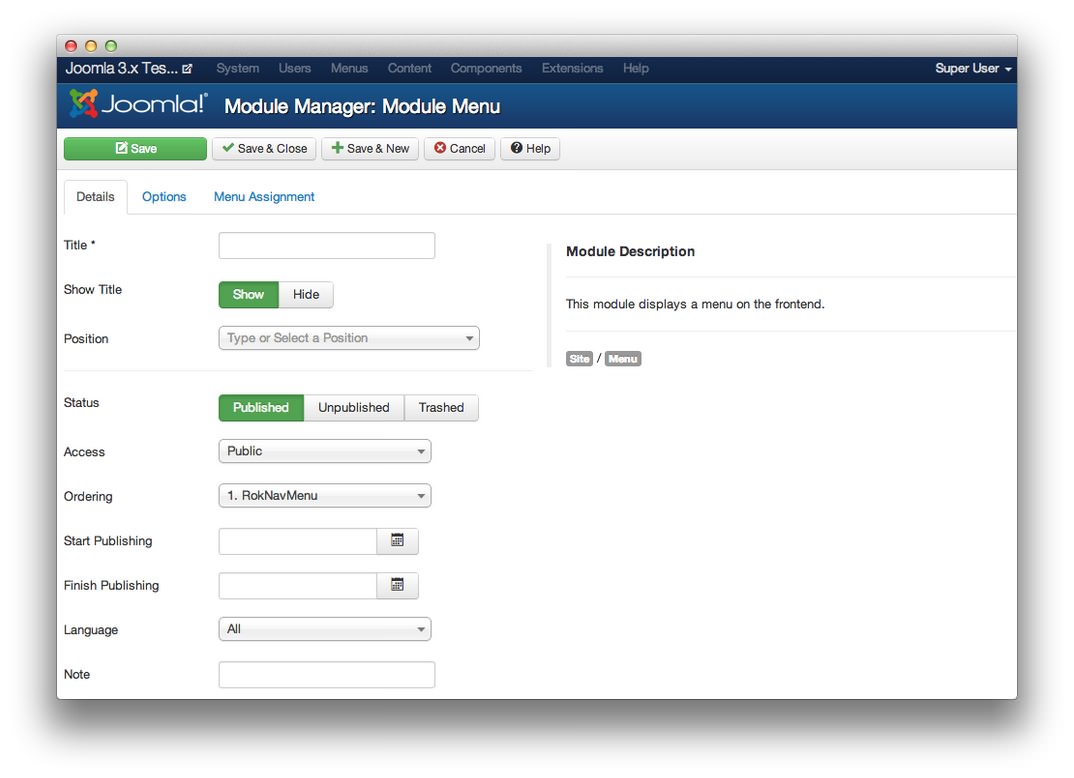 Joomla 3.x Tes... System Users Menus Content Components Extensions Help Super User
Joomla!® Module Manager: Module Menu
Save Save & Close Save & New Cancel Help
Details Options Menu Assignment
Title *
Show Title Show Hide
Position Type or Select a Position
Status Published Unpublished Trashed
Access Public
Ordering 1. RokNavMenu
Start Publishing
Finish Publishing
Language All
Note
Module Description
This module displays a menu on the frontend.
Site / Menu